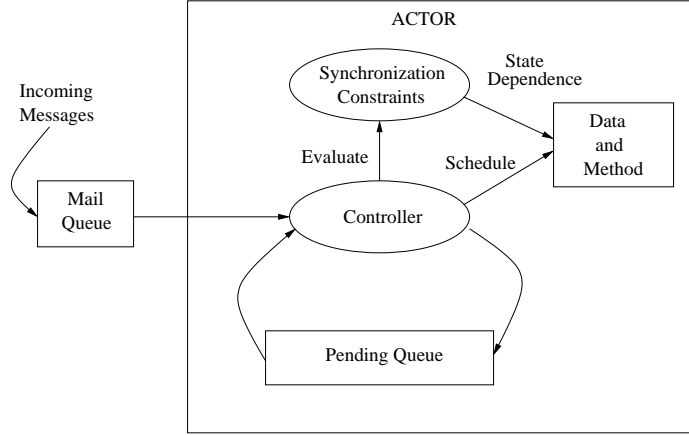 ACTOR
Synchronization
Constraints
State
Dependence
Incoming
Messages
Data
and
Method
Evaluate
Schedule
Mail
Queue
Controller
Pending Queue